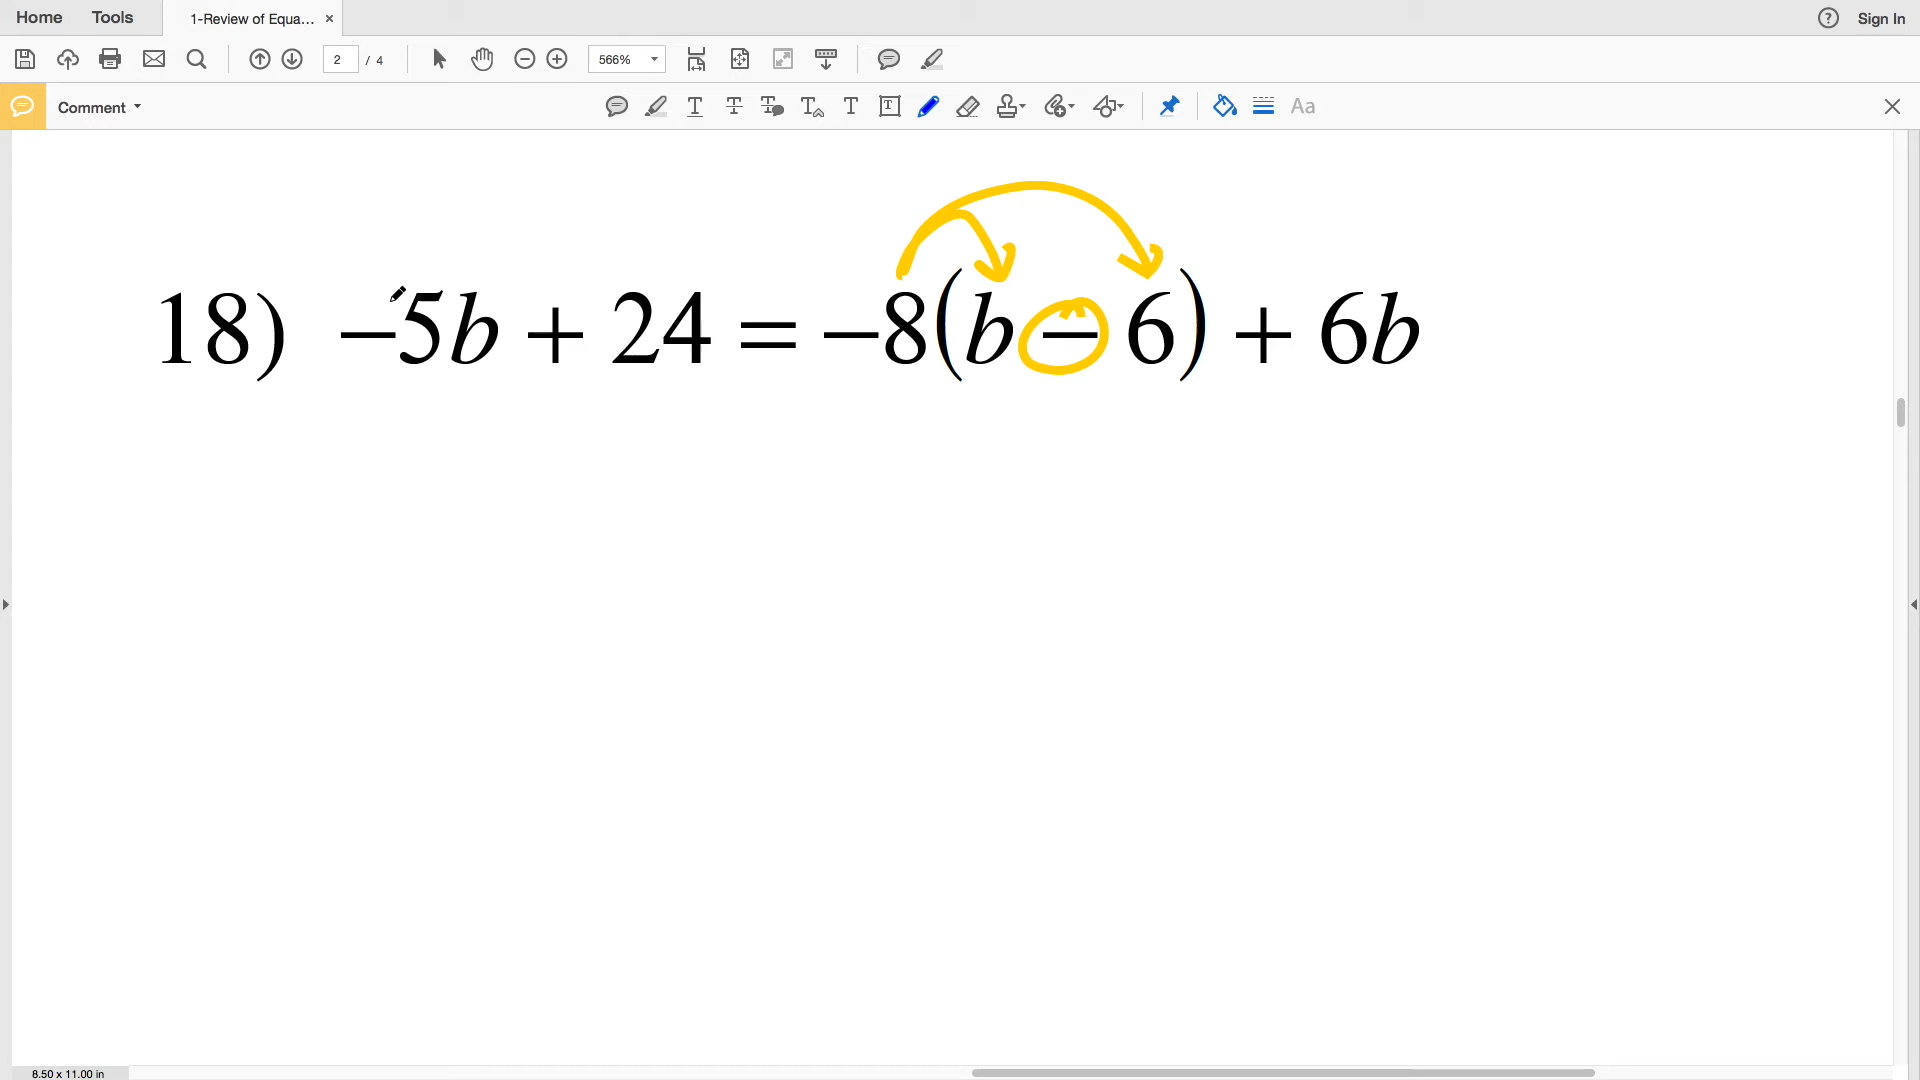 Home Tools 1-Review of Equa... × ? Sign In
2 / 4 566%
Comment T T T T T T Aa
18) −5b + 24 = −8(b − 6) + 6b
8.50 x 11.00 in